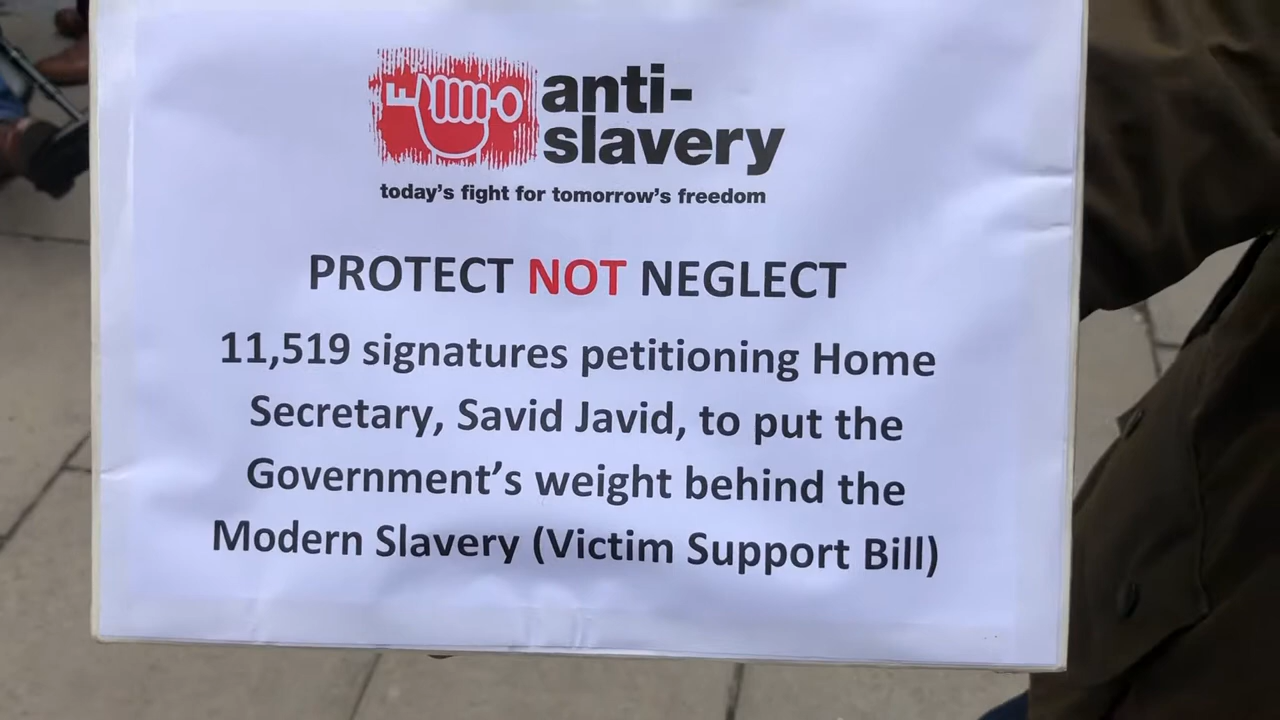 anti-
slavery
today's fight for tomorrow's freedom
PROTECT NOT NEGLECT
11,519 signatures petitioning Home
Secretary, Savid Javid, to put the
Government's weight behind the
Modern Slavery (Victim Support Bill)